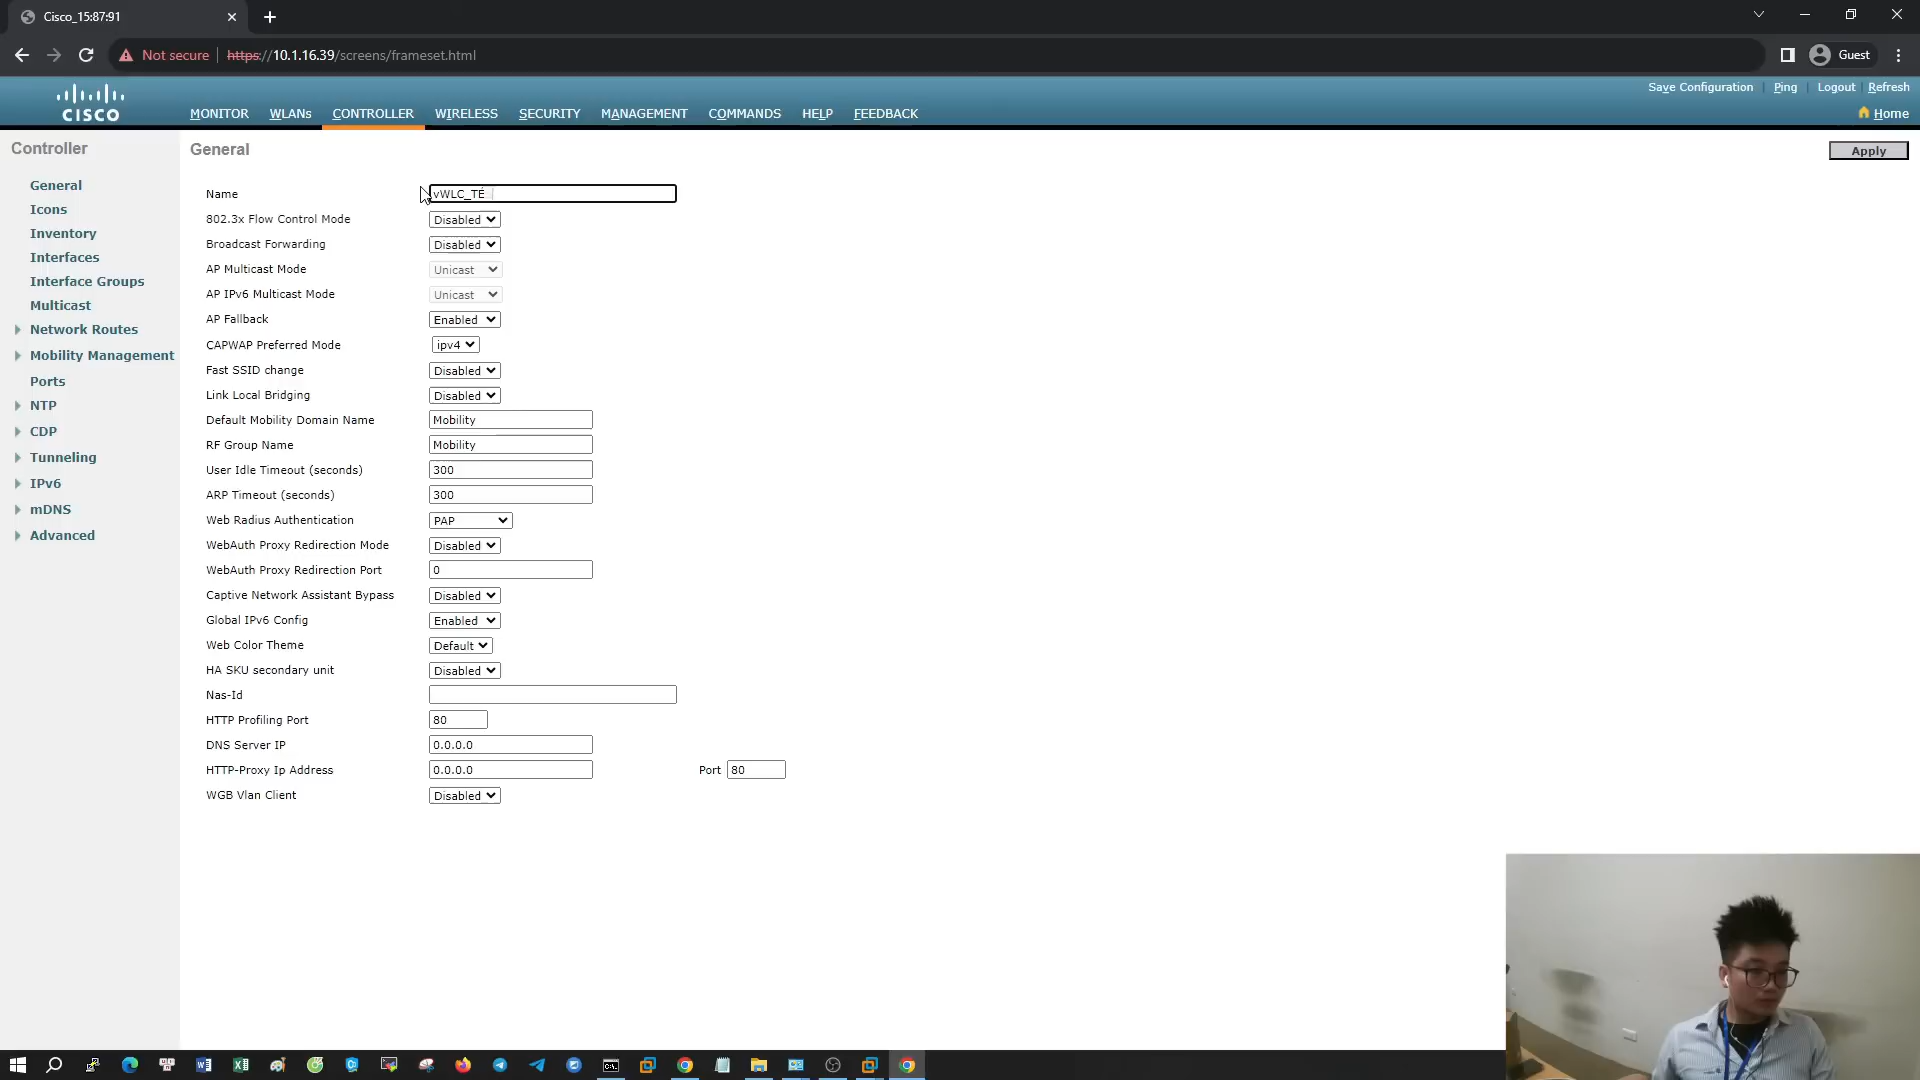 Cisco_15:87:91
Not secure https://10.1.16.39/screens/frameset.html Guest
Save Configuration Ping Logout Refresh
CISCO MONITOR WLANs CONTROLLER WIRELESS SECURITY MANAGEMENT COMMANDS HELP FEEDBACK Home
Controller
General
Icons
Inventory
Interfaces
Interface Groups
Multicast
Network Routes
Mobility Management
Ports
NTP
CDP
Tunneling
IPv6
mDNS
Advanced
General Apply
Name vWLC_TÉ
802.3x Flow Control Mode Disabled
Broadcast Forwarding Disabled
AP Multicast Mode Unicast
AP IPv6 Multicast Mode Unicast
AP Fallback Enabled
CAPWAP Preferred Mode ipv4
Fast SSID change Disabled
Link Local Bridging Disabled
Default Mobility Domain Name Mobility
RF Group Name Mobility
User Idle Timeout (seconds) 300
ARP Timeout (seconds) 300
Web Radius Authentication PAP
WebAuth Proxy Redirection Mode Disabled
WebAuth Proxy Redirection Port 0
Captive Network Assistant Bypass Disabled
Global IPv6 Config Enabled
Web Color Theme Default
HA SKU secondary unit Disabled
Nas-Id
HTTP Profiling Port 80
DNS Server IP 0.0.0.0
HTTP-Proxy Ip Address 0.0.0.0 Port 80
WGB Vlan Client Disabled